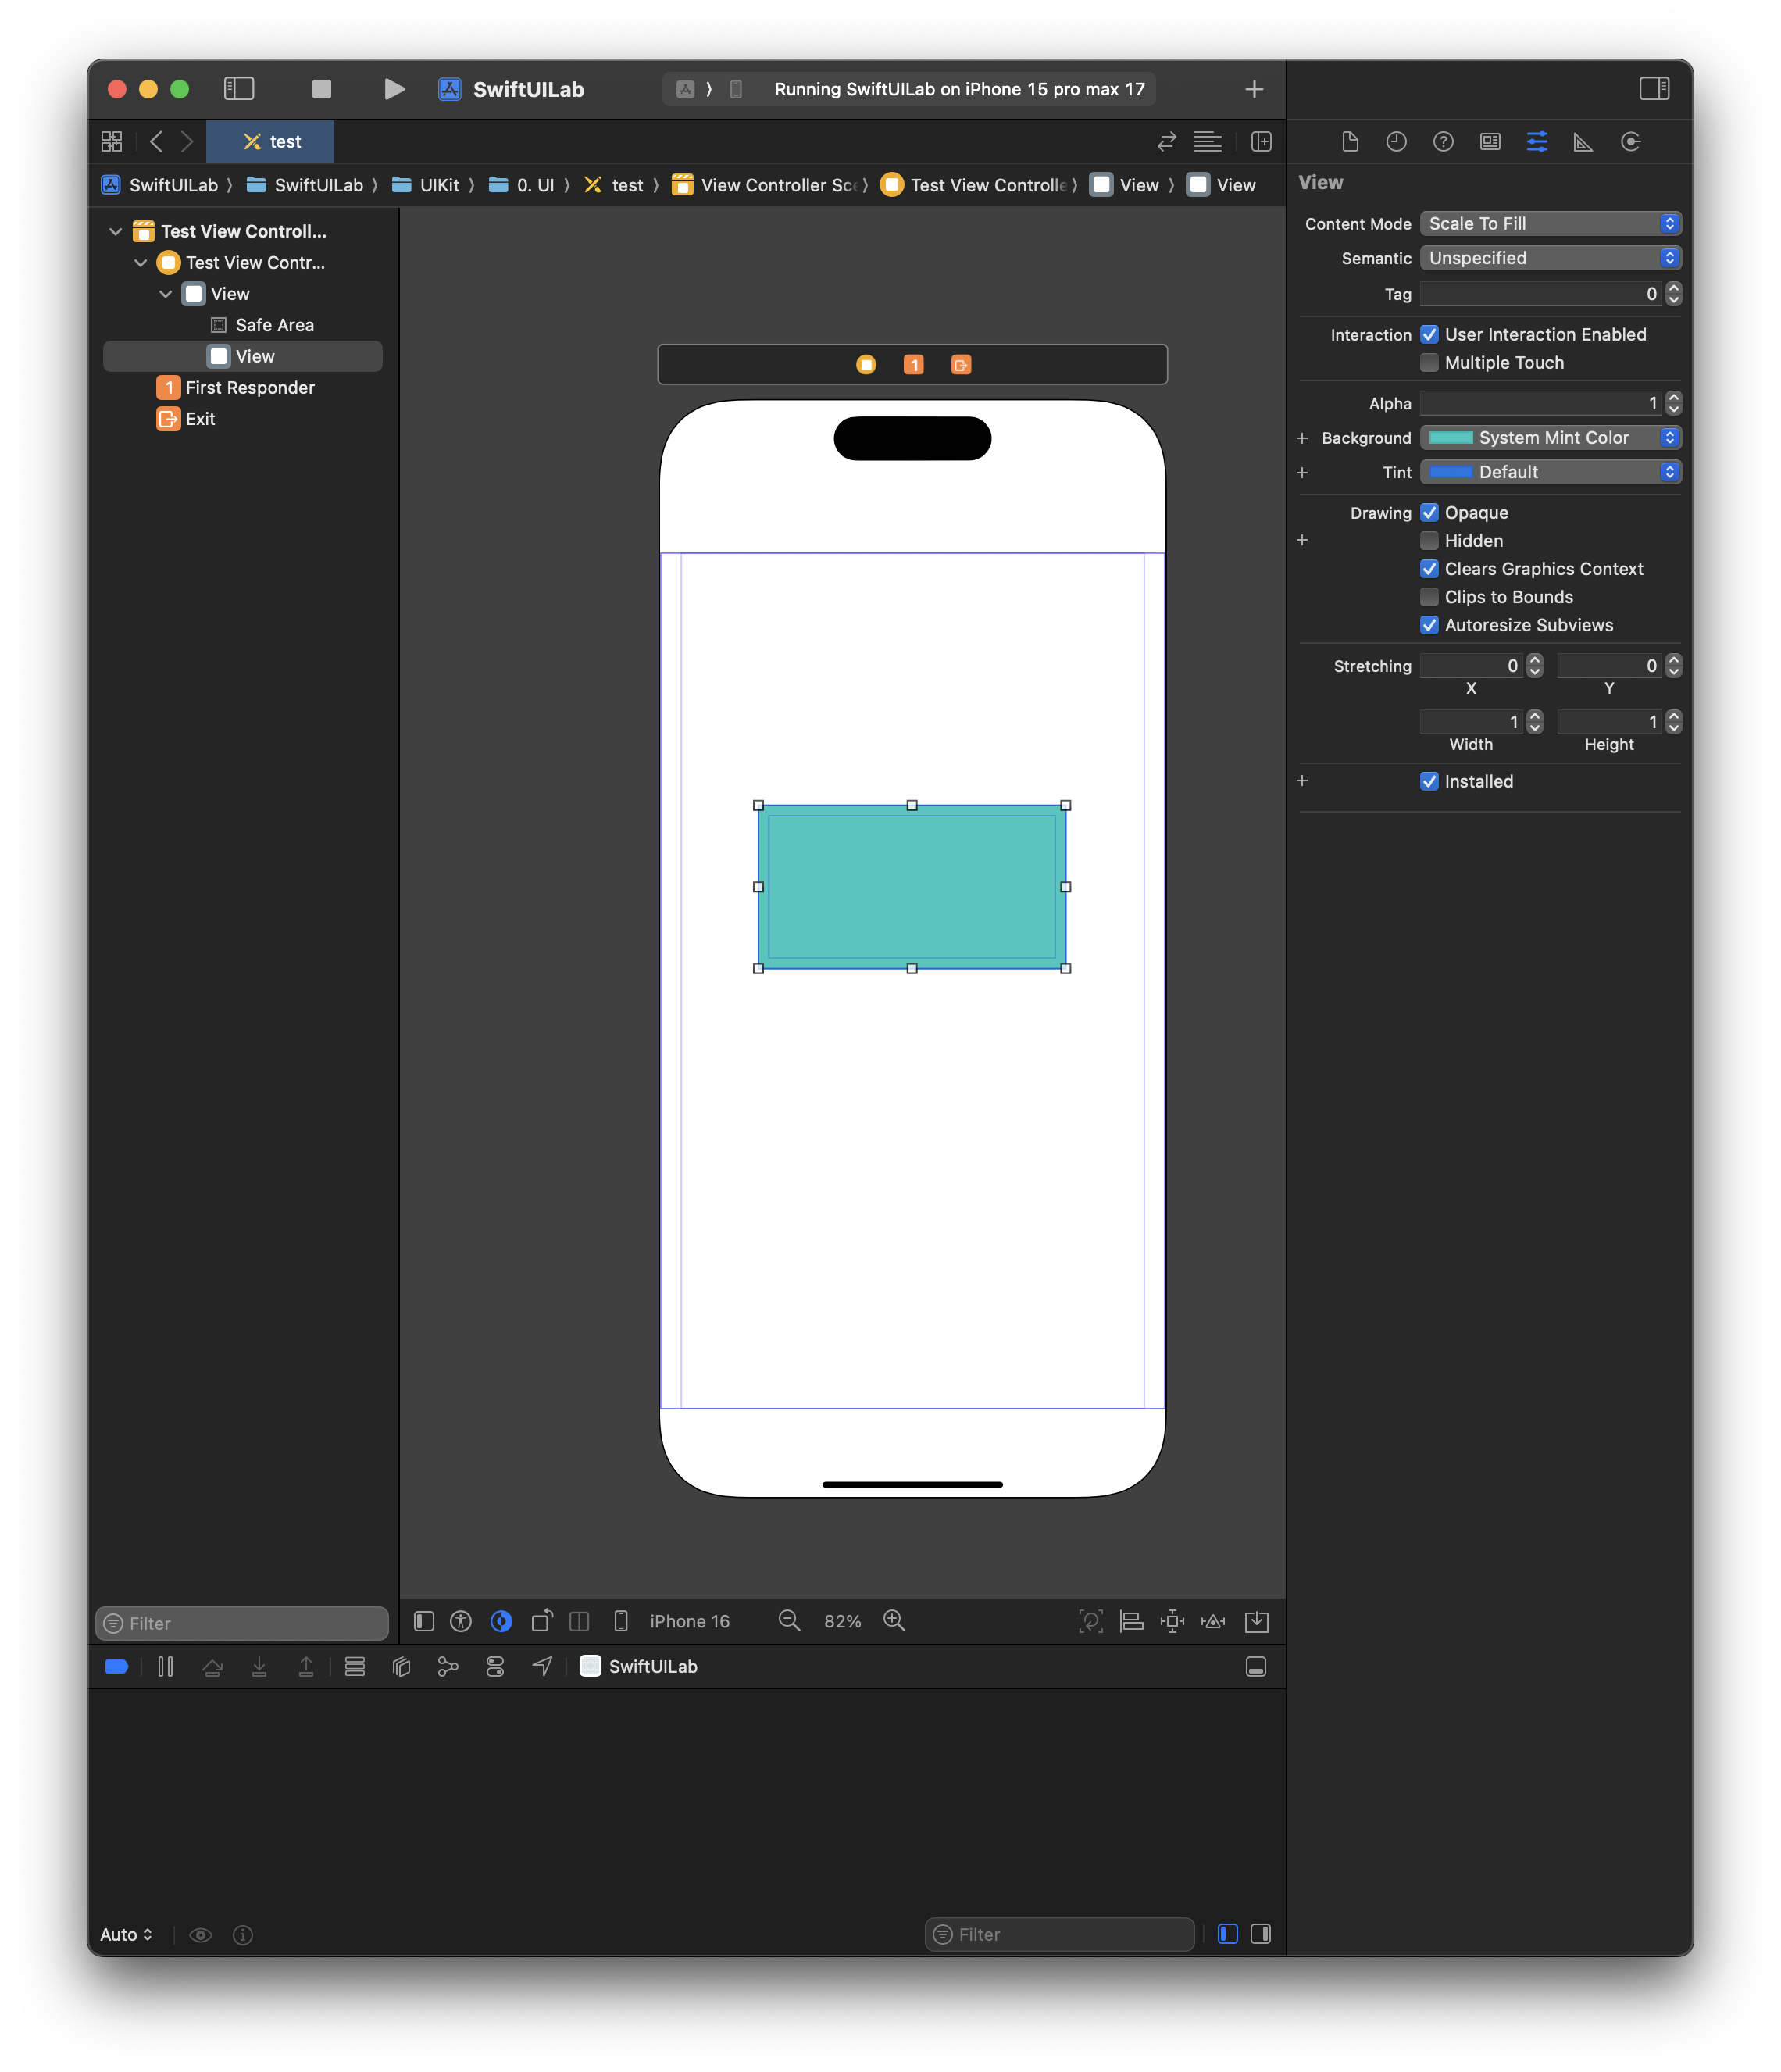 SwiftUILab
Running SwiftUILab on iPhone 15 pro max 17
test
SwiftUILab 〉 SwiftUILab 〉 UIKit 〉 0. UI 〉 test 〉 View Controller Sc 〉 Test View Controlle 〉 View 〉 View
Test View Controll...
Test View Contr...
View
Safe Area
View
1 First Responder
Exit
1
Filter
iPhone 16
82%
SwiftUILab
Auto
Filter
View
Content Mode Scale To Fill
Semantic Unspecified
Tag 0
Interaction User Interaction Enabled
Multiple Touch
Alpha 1
+ Background System Mint Color
+ Tint Default
Drawing Opaque
+ Hidden
Clears Graphics Context
Clips to Bounds
Autoresize Subviews
Stretching 0 0
X Y
1 1
Width Height
+ Installed